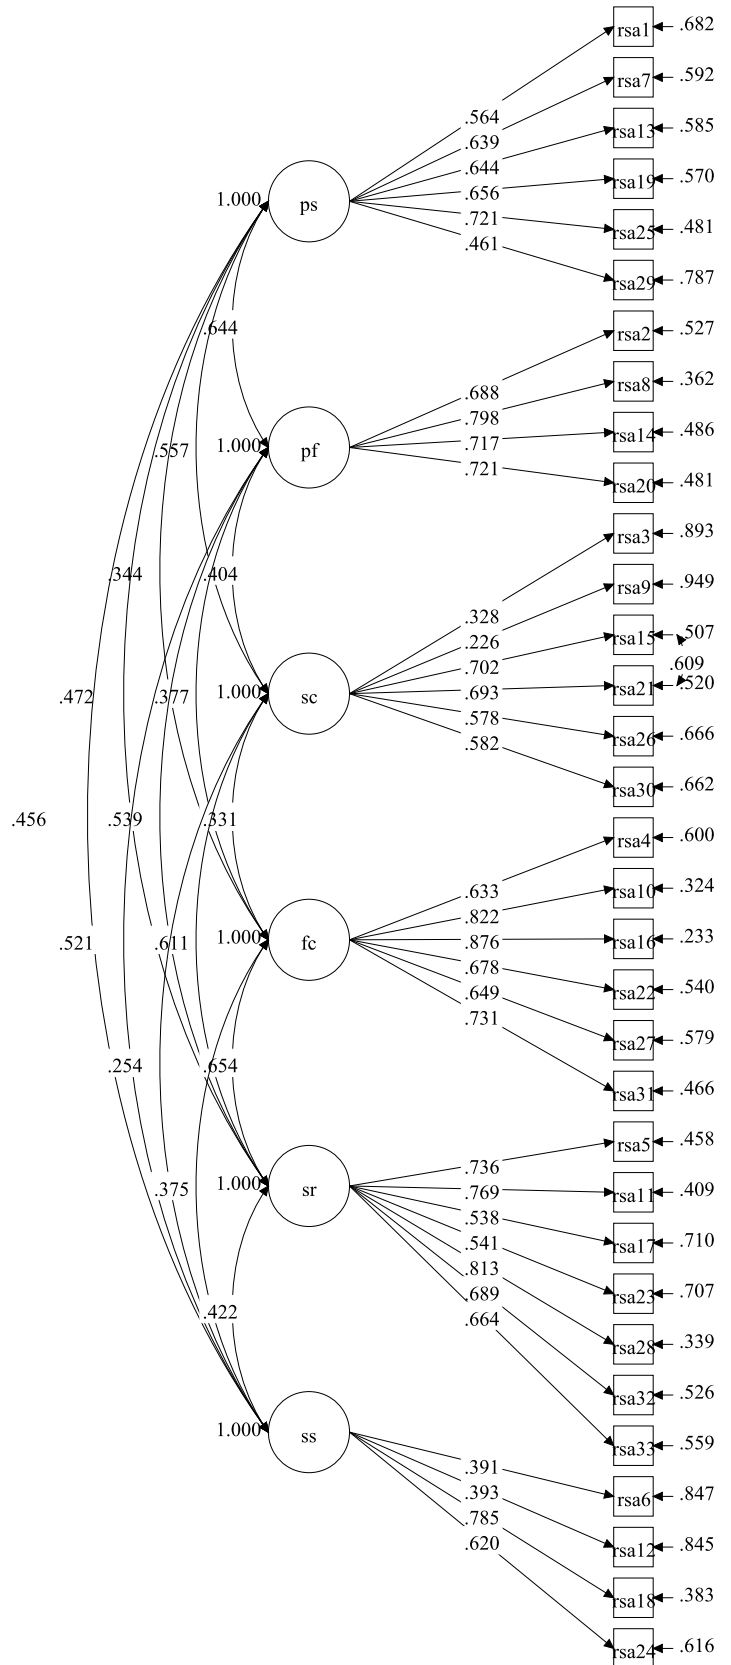 rsa1 .682
rsa7 .592
.564
rsa13 .585
.639
.644
rsa19 .570
.656
1.000 ps
.721
rsa25 .481
.461
rsa29 .787
.644
rsa2 .527
rsa8 .362
.688
.798
rsa14 .486
.717
1.000 pf
.557
.721
rsa20 .481
rsa3 .893
.344 .404
rsa9 .949
.328
rsa15 .507
.226
.609
.702
rsa21 .520
1.000 sc
.472 .377
.693
.578
rsa26 .666
.582
rsa30 .662
.456 .539 .331
rsa4 .600
rsa10 .324
.633
.822
1.000 fc
.876
rsa16 .233
.521 .611
.678
rsa22 .540
.649
.731
rsa27 .579
.254 .654
rsa31 .466
rsa5 .458
.736
1.000 sr
.375
.769
rsa11 .409
.538
.541
rsa17 .710
.813
rsa23 .707
.689
.422
.664
rsa28 .339
rsa32 .526
1.000 ss
rsa33 .559
.391
.393
rsa6 .847
.785
.620
rsa12 .845
rsa18 .383
rsa24 .616